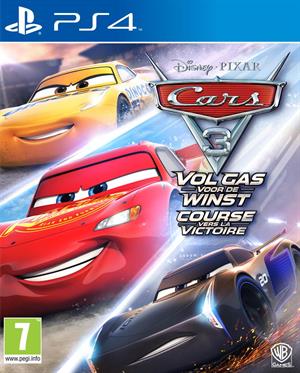 PS4
Disney·PIXAR
Cars
3
VOL GAS
VOOR DE
WINST
COURSE
VERS LA
VICTOIRE
20
7
www.pegi.info
WB
GAMES